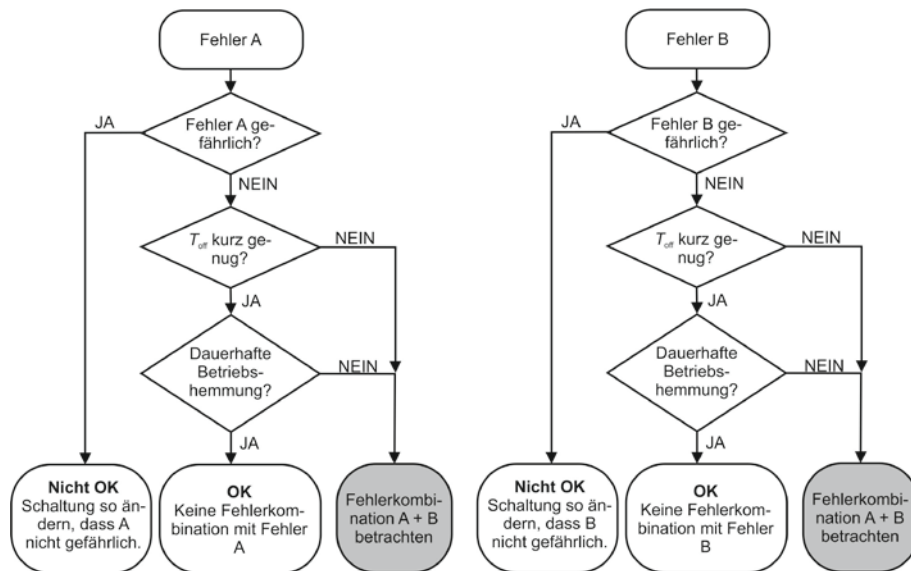 Fehler A
Fehler A ge-
fährlich?
JA
NEIN
T_off kurz ge-
nug?
NEIN
JA
Dauerhafte
Betriebs-
hemmung?
NEIN
JA
Nicht OK
Schaltung so än-
dern, dass A
nicht gefährlich.
OK
Keine Fehlerkom-
bination mit Fehler
A
Fehlerkombi-
nation A + B
betrachten
Fehler B
Fehler B ge-
fährlich?
JA
NEIN
T_off kurz ge-
nug?
NEIN
JA
Dauerhafte
Betriebs-
hemmung?
NEIN
JA
Nicht OK
Schaltung so än-
dern, dass B
nicht gefährlich.
OK
Keine Fehlerkom-
bination mit Fehler
B
Fehlerkombi-
nation A + B
betrachten